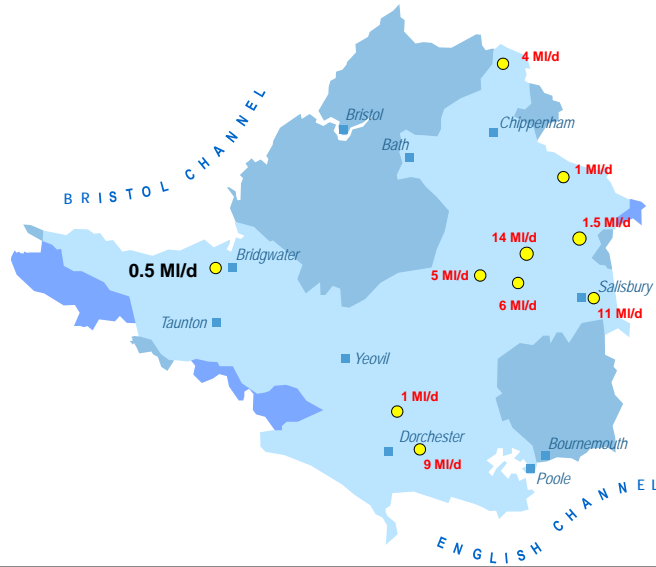 4 Ml/d
Bristol
Chippenham
BRISTOL CHANNEL
Bath
1 Ml/d
1.5 Ml/d
14 Ml/d
Bridgwater
0.5 Ml/d
5 Ml/d
Salisbury
6 Ml/d
11 Ml/d
Taunton
Yeovil
1 Ml/d
Dorchester
Bournemouth
9 Ml/d
Poole
ENGLISH CHANNEL